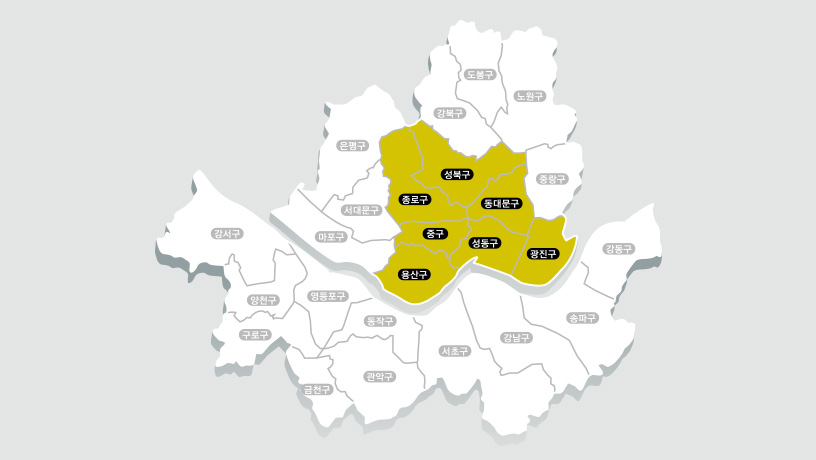 도봉구
노원구
강북구
은평구
성북구
중랑구
종로구
동대문구
서대문구
강서구
마포구
중구
성동구
강동구
광진구
용산구
양천구
영등포구
동작구
송파구
구로구
강남구
서초구
관악구
금천구